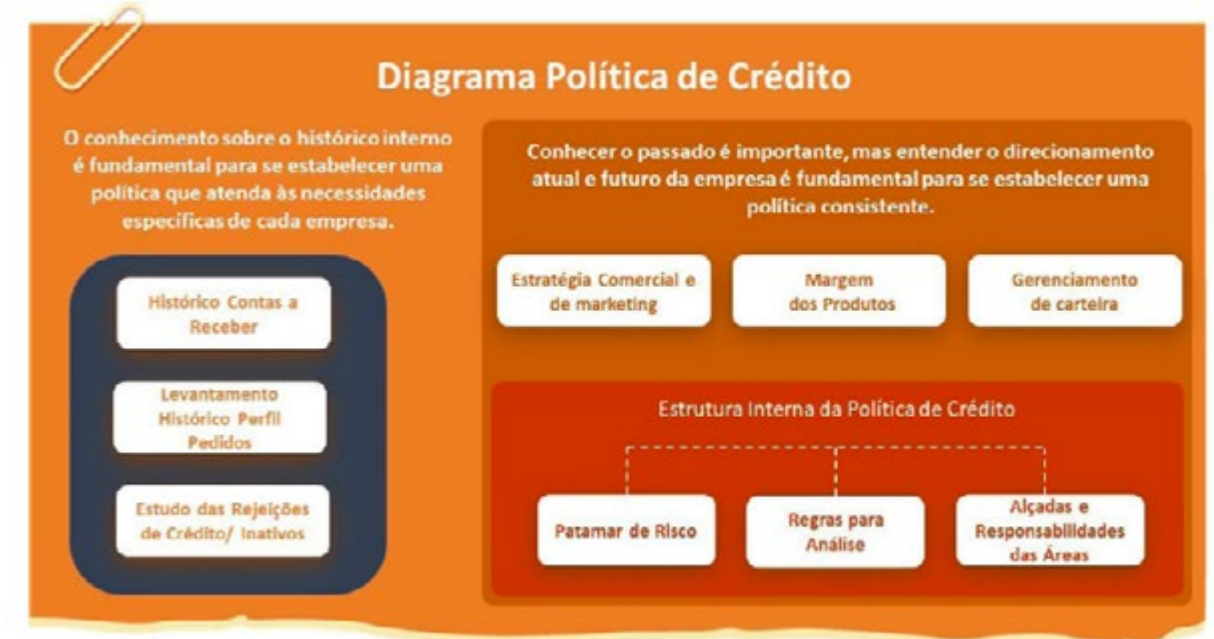 Diagrama Política de Crédito
O conhecimento sobre o histórico interno
é fundamental para se estabelecer uma
política que atenda às necessidades
específicas de cada empresa.
Histórico Contas a
Receber
Levantamento
Histórico Perfil
Pedidos
Estudo das Rejeições
de Crédito/ Inativos
Conhecer o passado é importante, mas entender o direcionamento
atual e futuro da empresa é fundamental para se estabelecer uma
política consistente.
Estratégia Comercial e
de marketing
Margem
dos Produtos
Gerenciamento
de carteira
Estrutura Interna da Política de Crédito
Patamar de Risco
Regras para
Análise
Alçadas e
Responsabilidades
das Áreas